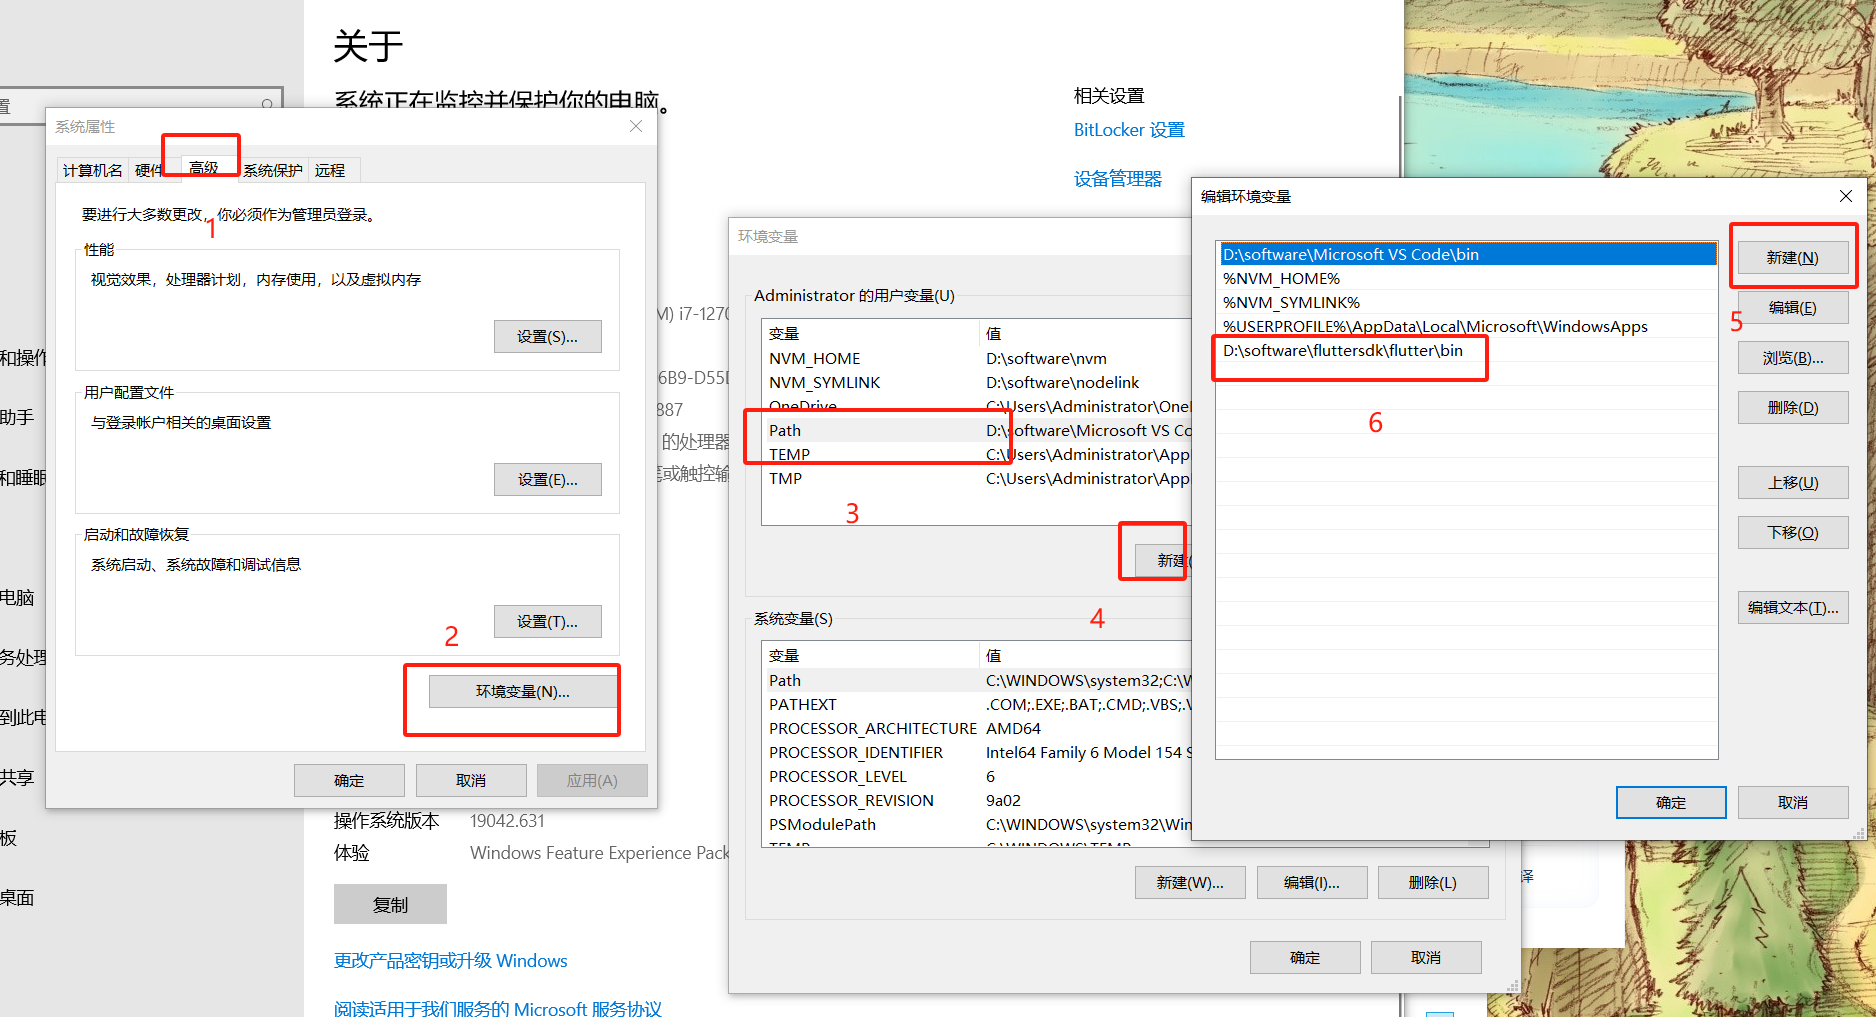 关于
系统正在监控并保护你的电脑。
相关设置
BitLocker 设置
设备管理器
置
和操作
助手
和睡眠
电脑
务处理
到此电
共享
板
桌面
系统属性
计算机名 硬件 高级 系统保护 远程
要进行大多数更改，你必须作为管理员登录。
1
性能
视觉效果，处理器计划，内存使用，以及虚拟内存
设置(S)...
用户配置文件
与登录帐户相关的桌面设置
设置(E)...
启动和故障恢复
系统启动、系统故障和调试信息
设置(T)...
2
环境变量(N)...
确定 取消 应用(A)
M) i7-1270
6B9-D55D
887
的处理器
笔或触控输
操作系统版本 19042.631
体验 Windows Feature Experience Pack
复制
更改产品密钥或升级 Windows
阅读适用于我们服务的 Microsoft 服务协议
环境变量
Administrator 的用户变量(U)
变量 值
NVM_HOME D:\software\nvm
NVM_SYMLINK D:\software\nodelink
OneDrive C:\Users\Administrator\OneI
Path D:\software\Microsoft VS Co
TEMP C:\Users\Administrator\App
TMP C:\Users\Administrator\App
3
新建(
4
系统变量(S)
变量 值
Path C:\WINDOWS\system32;C:\W
PATHEXT .COM;.EXE;.BAT;.CMD;.VBS;.V
PROCESSOR_ARCHITECTURE AMD64
PROCESSOR_IDENTIFIER Intel64 Family 6 Model 154 S
PROCESSOR_LEVEL 6
PROCESSOR_REVISION 9a02
PSModulePath C:\WINDOWS\system32\Win
TEMP C:\WINDOWS\TEMP
新建(W)... 编辑(I)... 删除(L)
确定 取消
编辑环境变量
D:\software\Microsoft VS Code\bin
%NVM_HOME%
%NVM_SYMLINK%
%USERPROFILE%\AppData\Local\Microsoft\WindowsApps
D:\software\fluttersdk\flutter\bin
6
新建(N)
编辑(E)
5
浏览(B)...
删除(D)
上移(U)
下移(O)
编辑文本(T)...
确定 取消
译